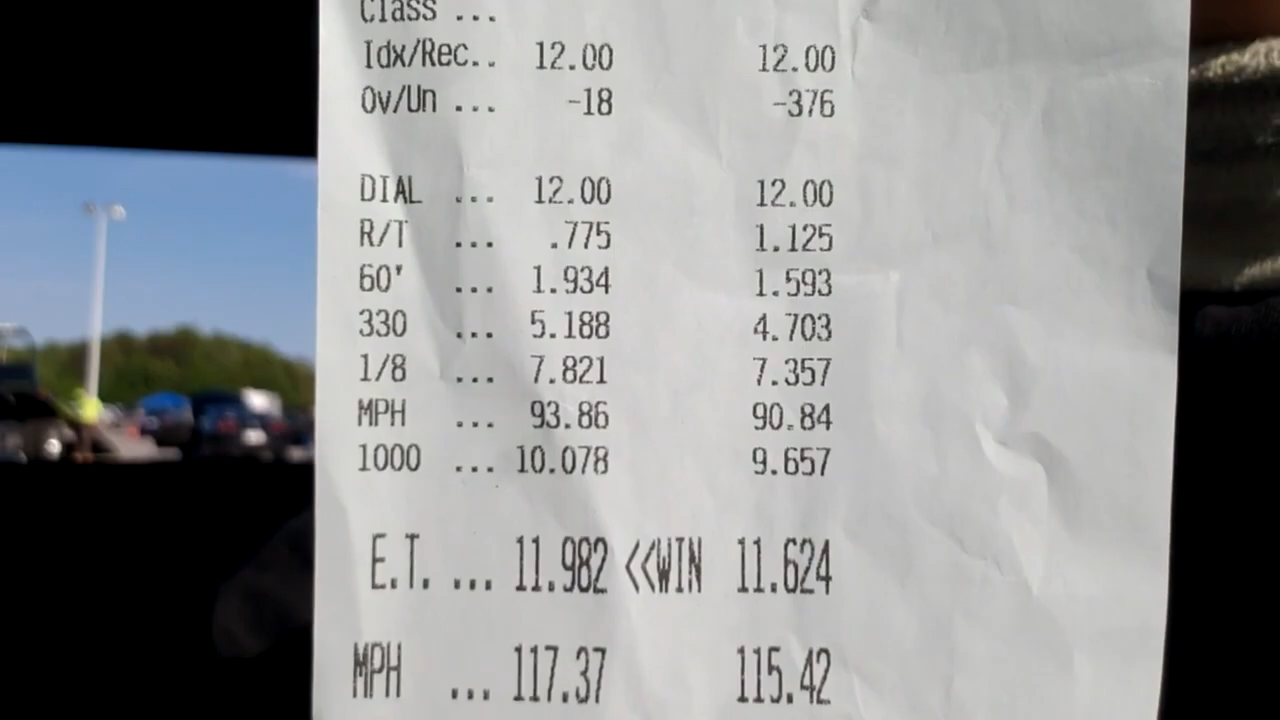 Class ...
Idx/Rec.. 12.00 12.00
Ov/Un ... -18 -376
DIAL ... 12.00 12.00
R/T ... .775 1.125
60' ... 1.934 1.593
330 ... 5.188 4.703
1/8 ... 7.821 7.357
MPH ... 93.86 90.84
1000 ... 10.078 9.657
E.T. ... 11.982 <<WIN 11.624
MPH ... 117.37 115.42